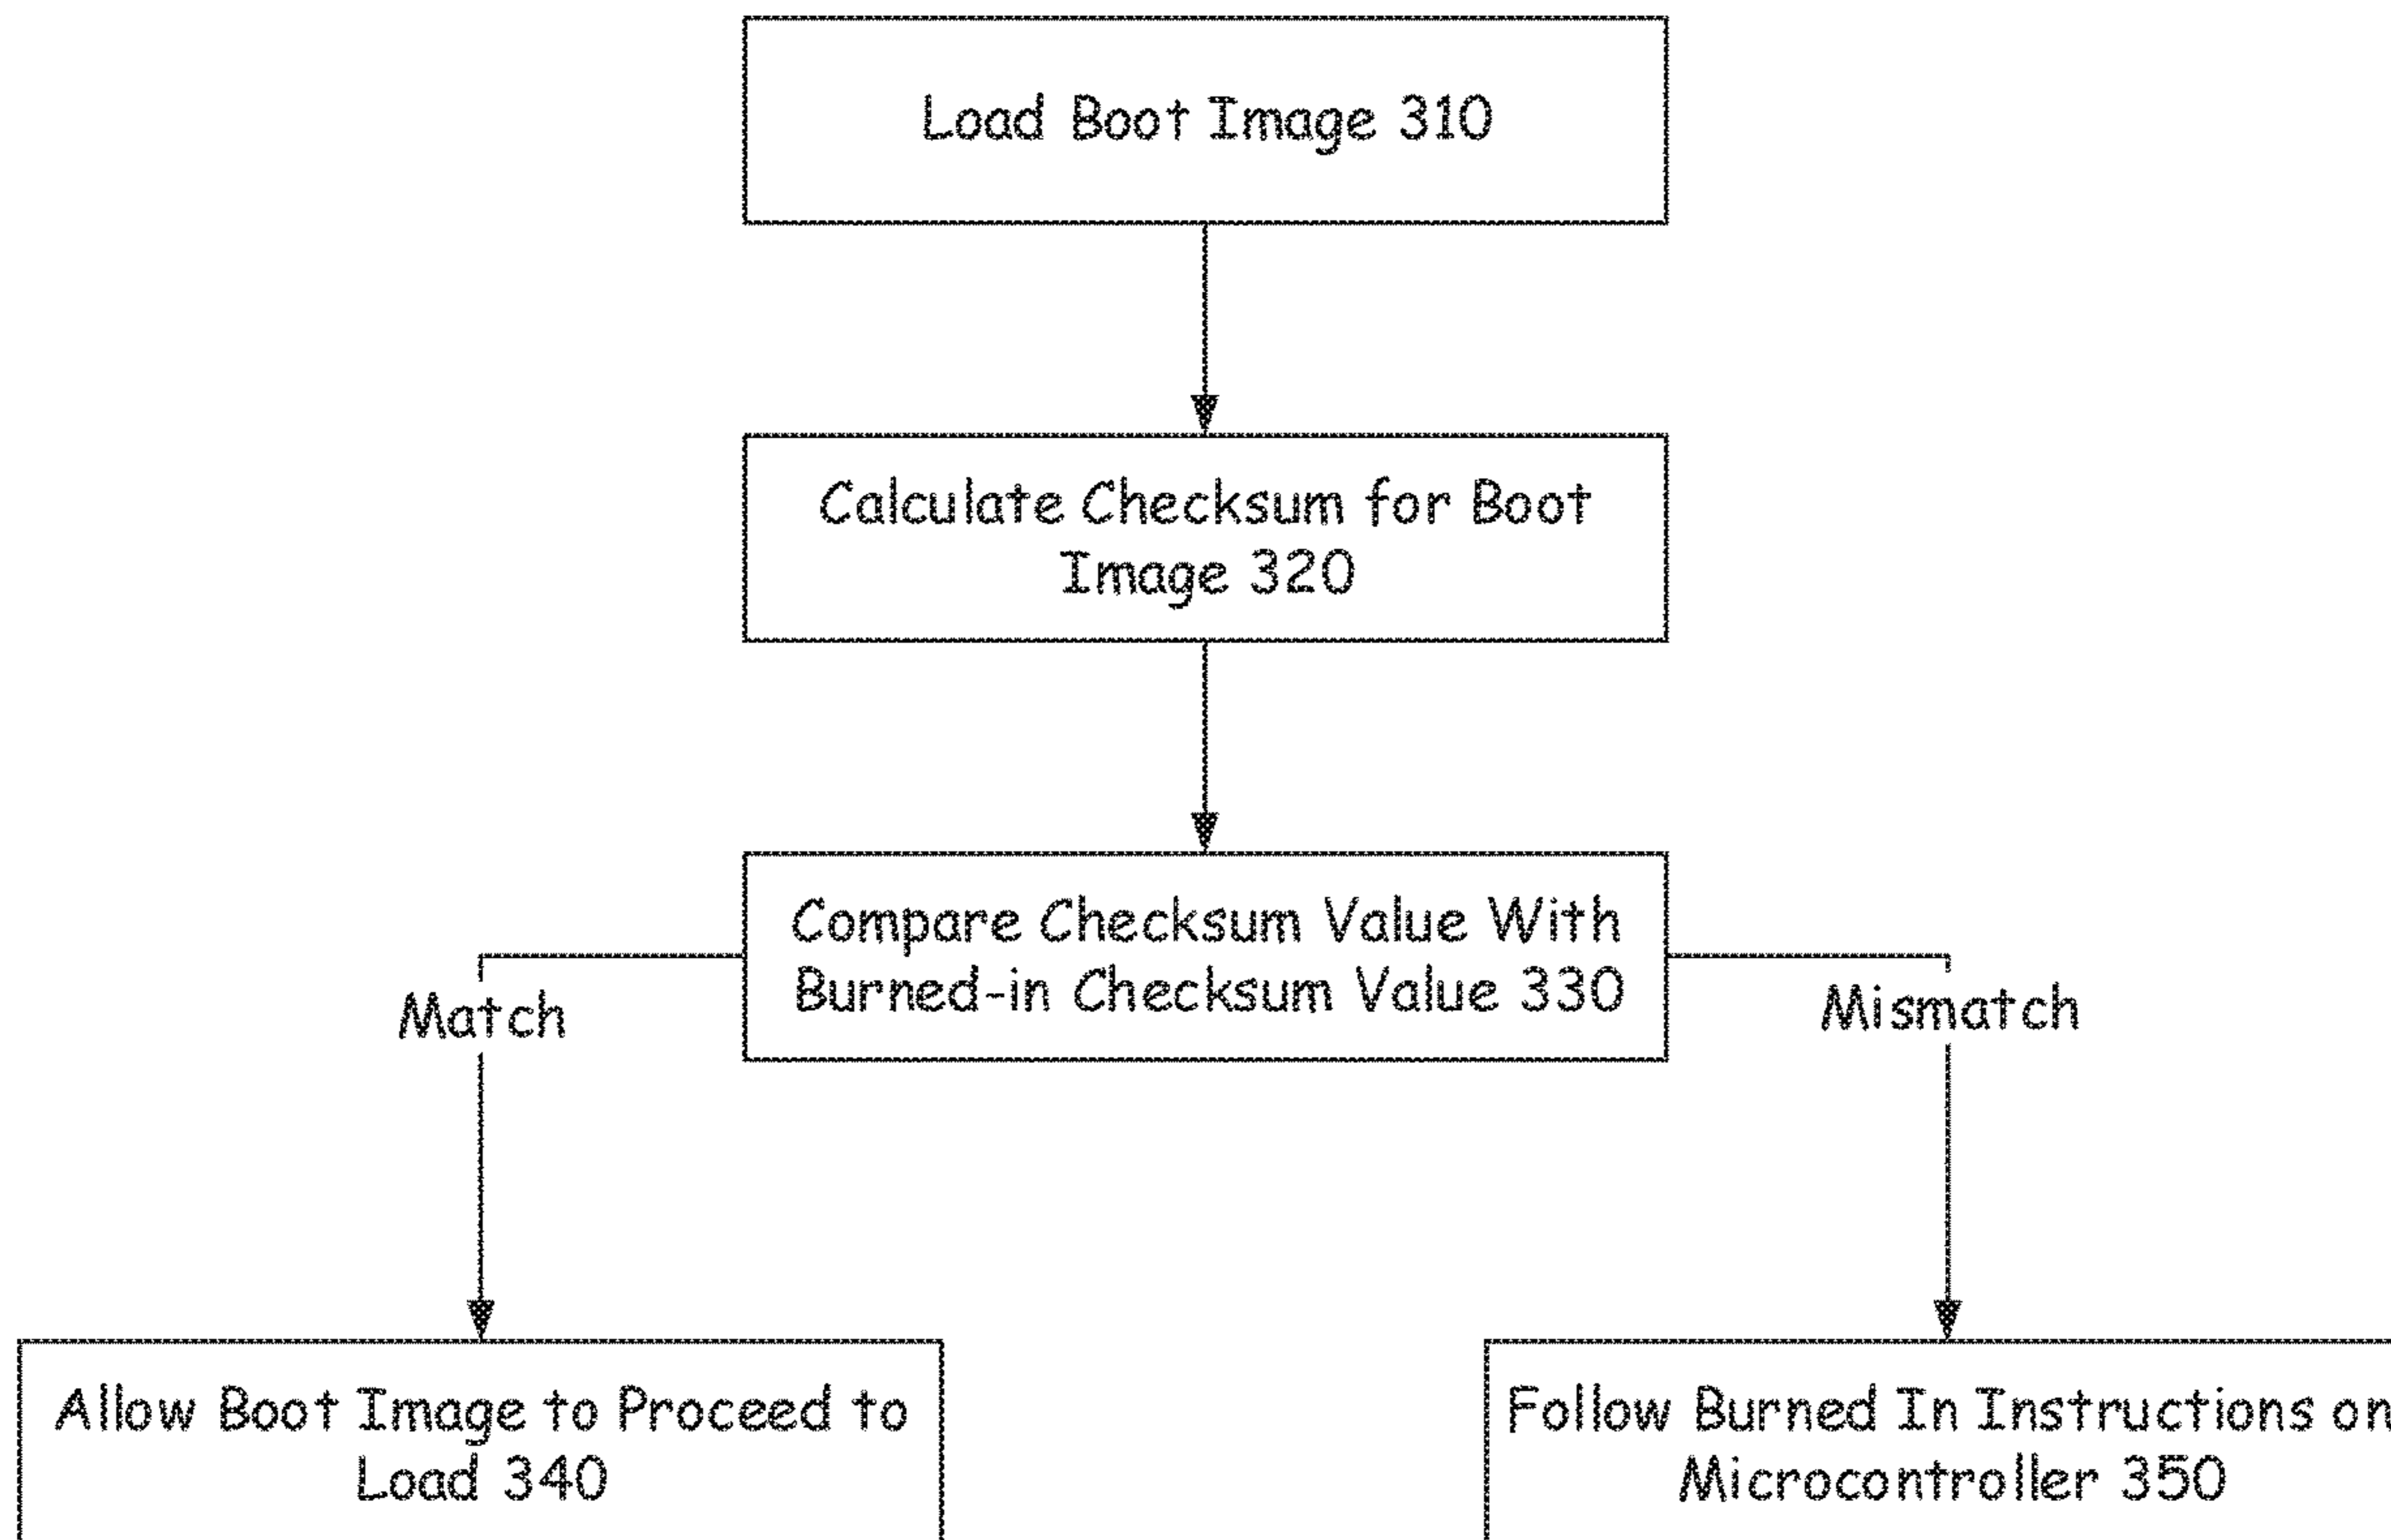 Load Boot Image 310
Calculate Checksum for Boot
Image 320
Compare Checksum Value With
Burned-in Checksum Value 330
Match
Mismatch
Allow Boot Image to Proceed to
Load 340
Follow Burned In Instructions on
Microcontroller 350